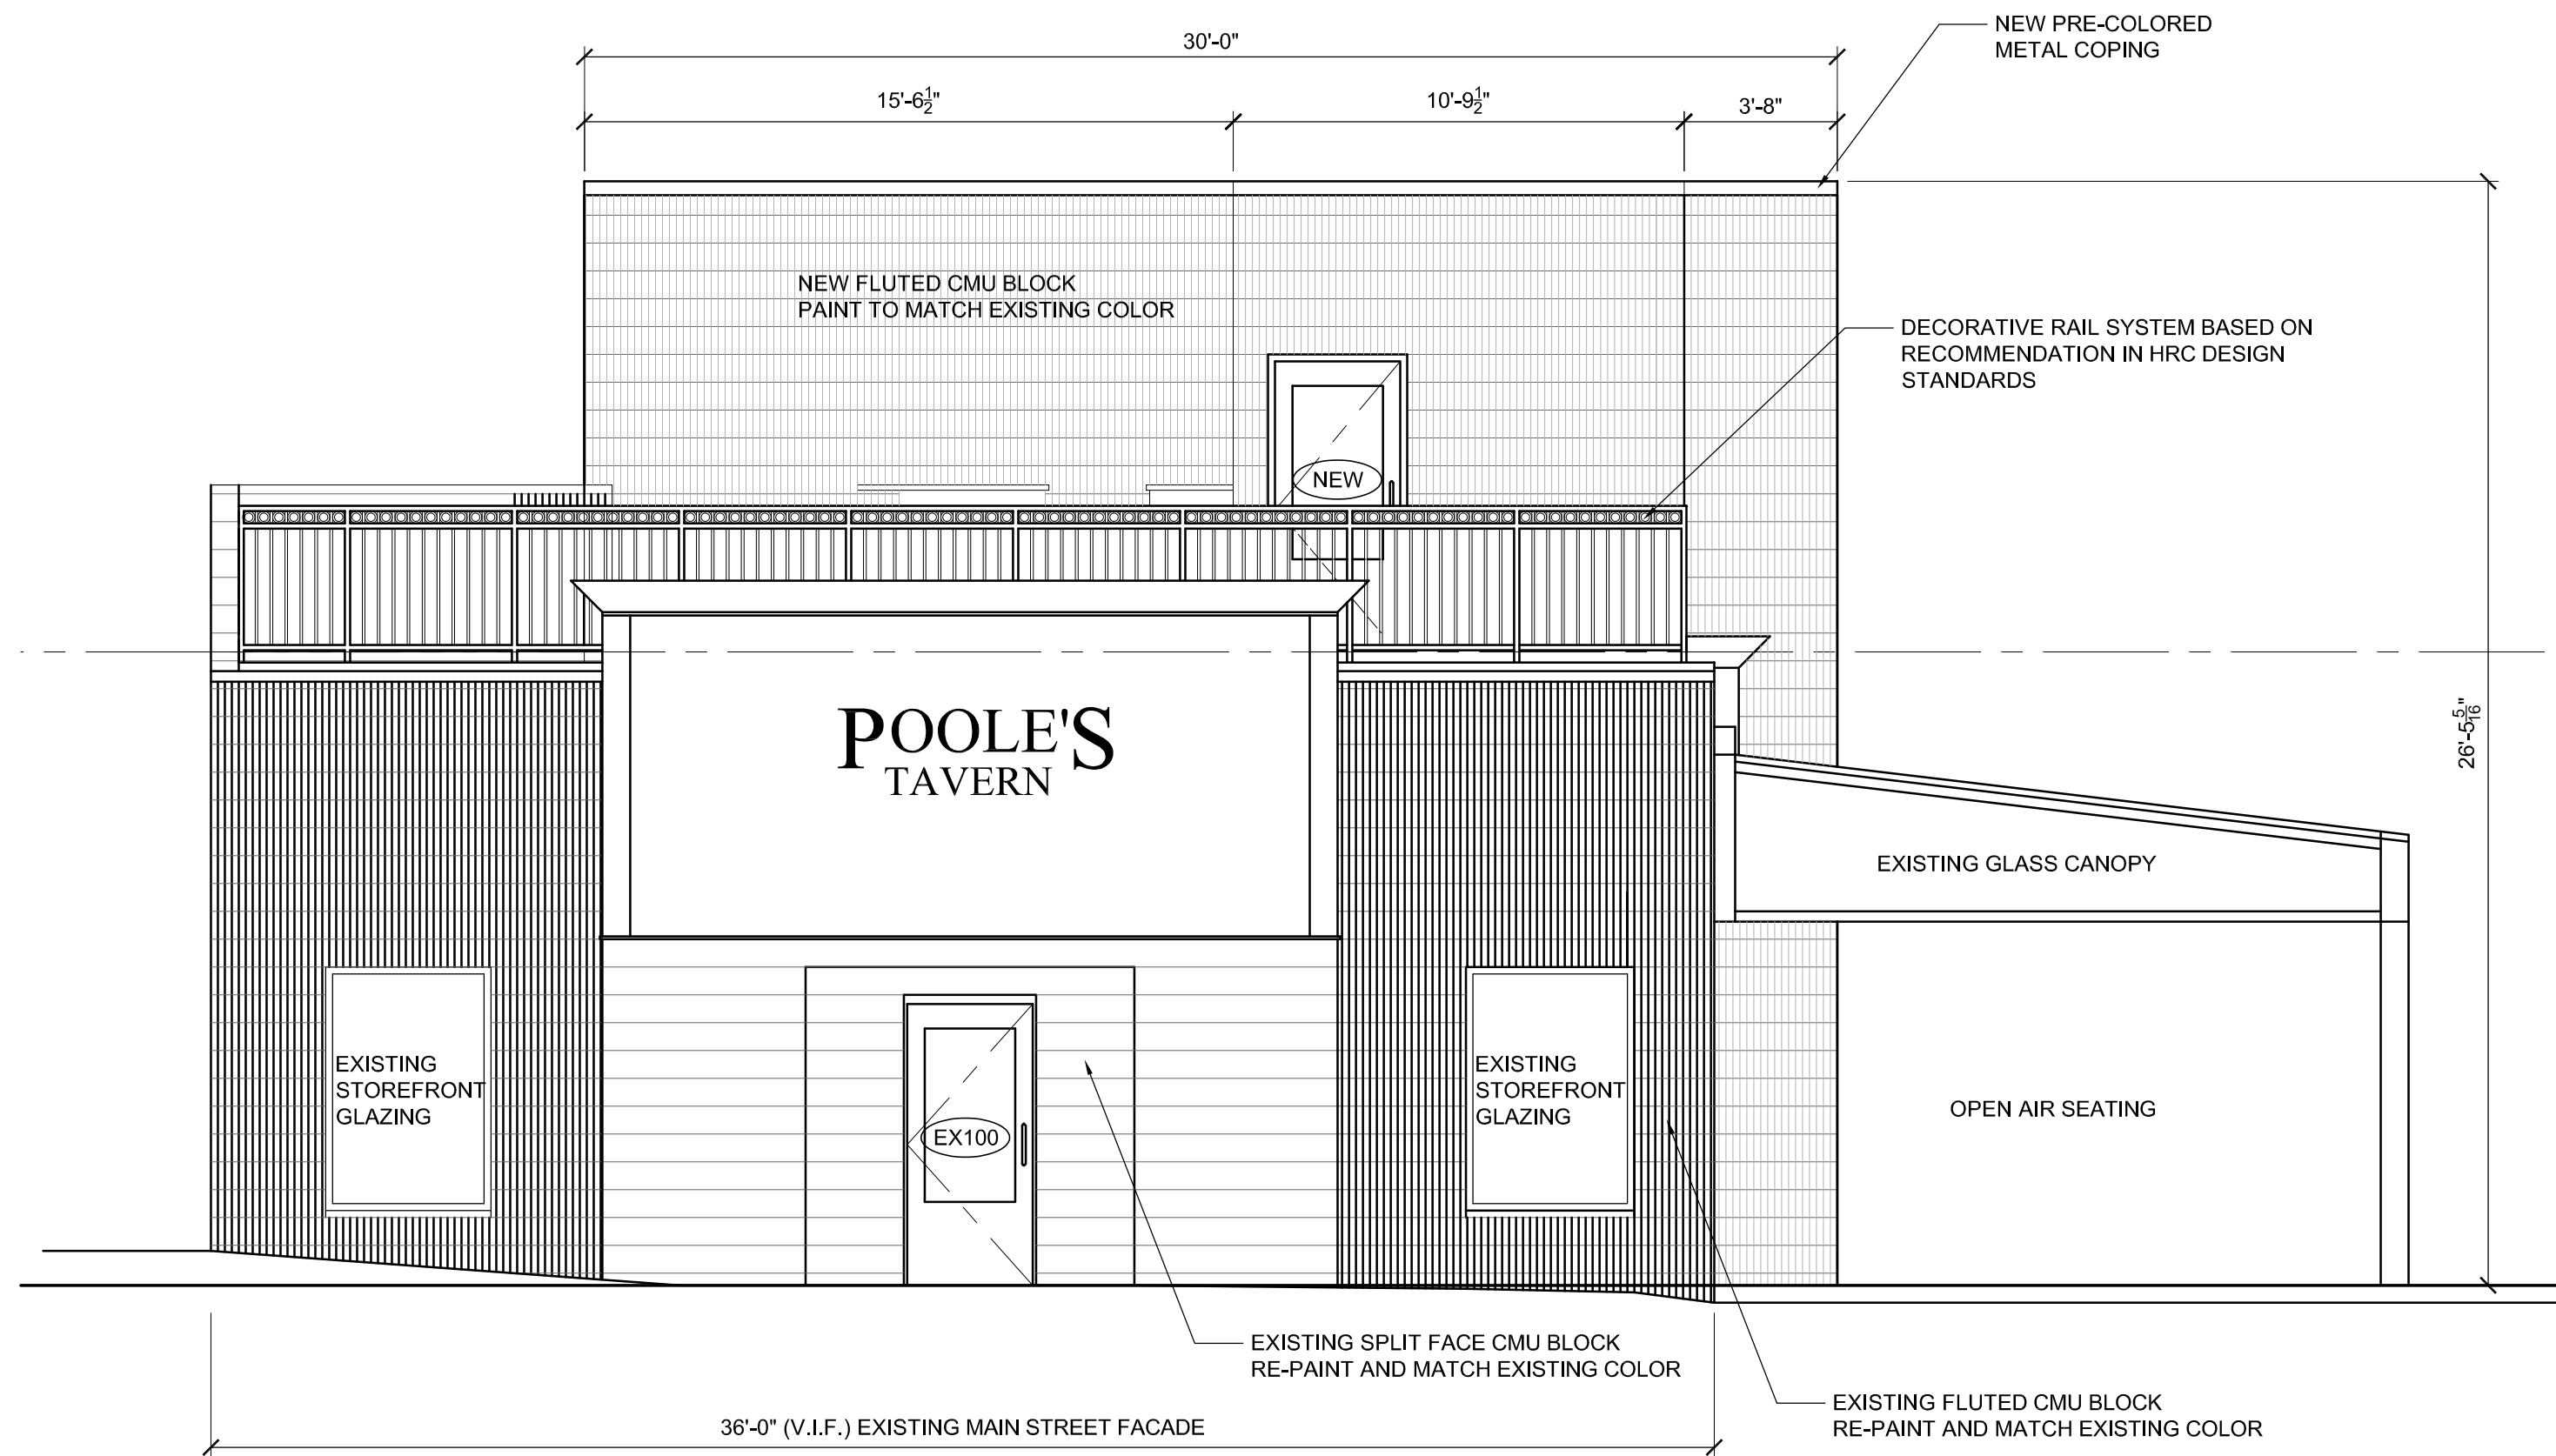 NEW PRE-COLORED
METAL COPING
30'-0"
15'-6½"
10'-9½"
3'-8"
NEW FLUTED CMU BLOCK
PAINT TO MATCH EXISTING COLOR
DECORATIVE RAIL SYSTEM BASED ON
RECOMMENDATION IN HRC DESIGN
STANDARDS
NEW
POOLE'S
TAVERN
26'-5 5/16"
EXISTING GLASS CANOPY
EXISTING
STOREFRONT
GLAZING
EX100
EXISTING
STOREFRONT
GLAZING
OPEN AIR SEATING
EXISTING SPLIT FACE CMU BLOCK
RE-PAINT AND MATCH EXISTING COLOR
EXISTING FLUTED CMU BLOCK
RE-PAINT AND MATCH EXISTING COLOR
36'-0" (V.I.F.) EXISTING MAIN STREET FACADE